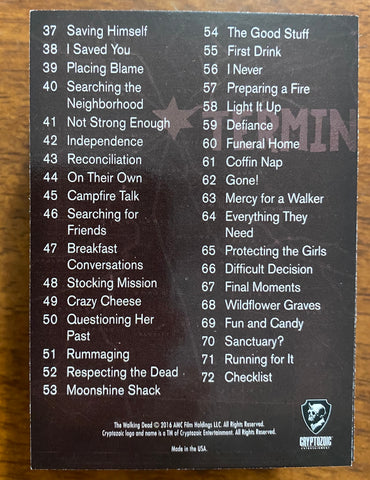 37 Saving Himself
38 I Saved You
39 Placing Blame
40 Searching the
Neighborhood
41 Not Strong Enough
42 Independence
43 Reconciliation
44 On Their Own
45 Campfire Talk
46 Searching for
Friends
47 Breakfast
Conversations
48 Stocking Mission
49 Crazy Cheese
50 Questioning Her
Past
51 Rummaging
52 Respecting the Dead
53 Moonshine Shack
54 The Good Stuff
55 First Drink
56 I Never
57 Preparing a Fire
58 Light It Up
59 Defiance
60 Funeral Home
61 Coffin Nap
62 Gone!
63 Mercy for a Walker
64 Everything They
Need
65 Protecting the Girls
66 Difficult Decision
67 Final Moments
68 Wildflower Graves
69 Fun and Candy
70 Sanctuary?
71 Running for It
72 Checklist
TERMIN
The Walking Dead © 2016 AMC Film Holdings LLC. All Rights Reserved.
Cryptozoic logo and name is a TM of Cryptozoic Entertainment. All Rights Reserved.
Made in the USA.
CRYPTOZOIC
ENTERTAINMENT